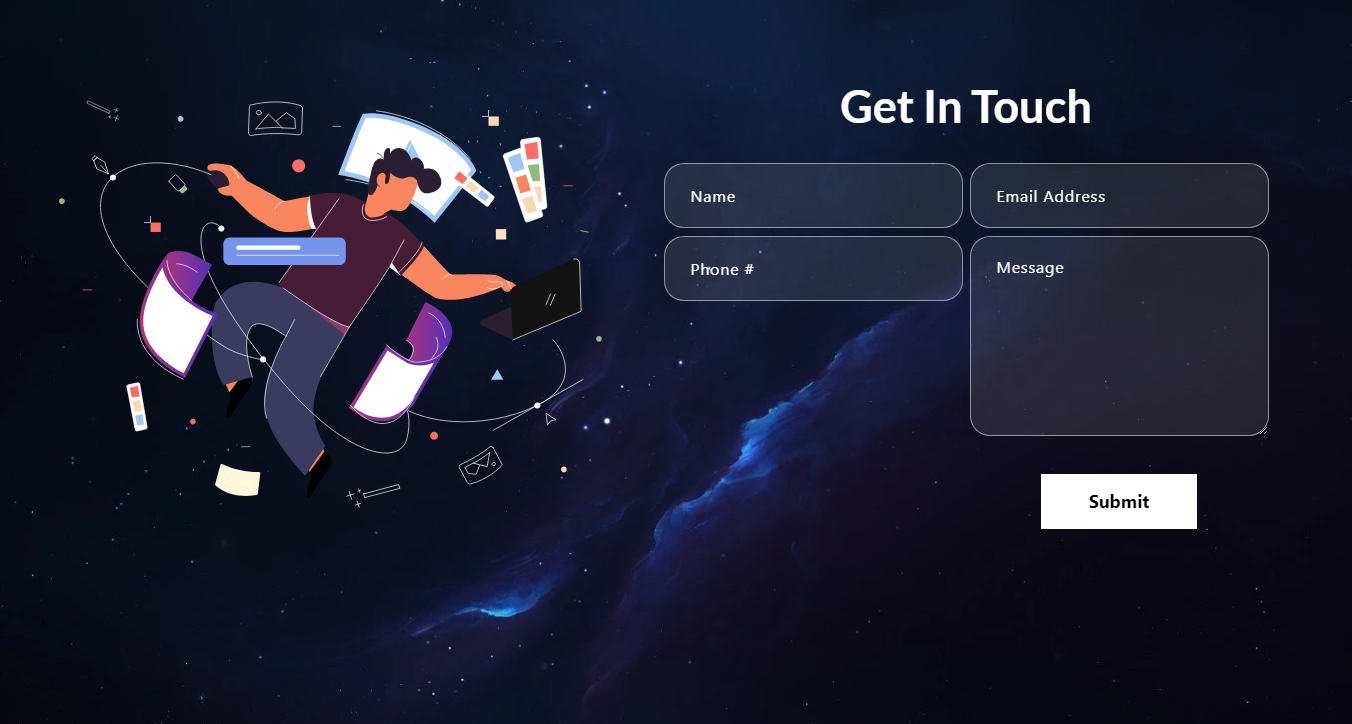 Get In Touch
Name
Email Address
Phone #
Message
Submit